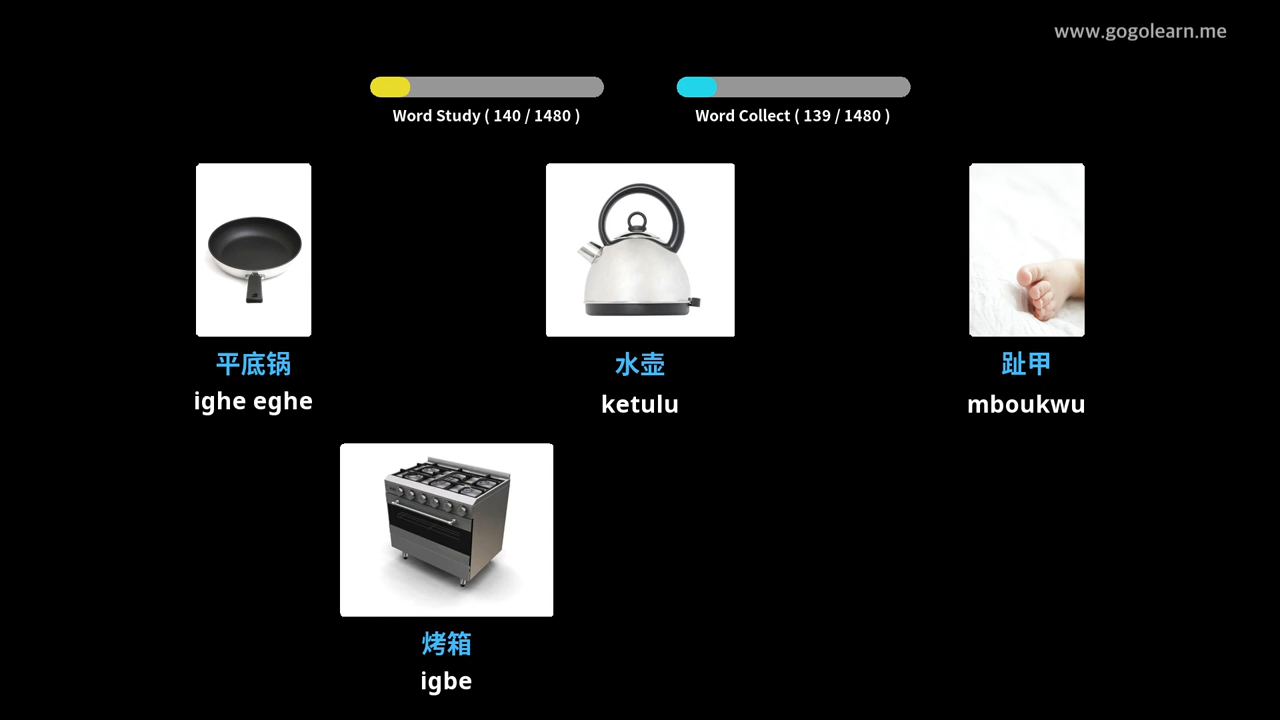 www.gogolearn.me
Word Study ( 140 / 1480 )
Word Collect ( 139 / 1480 )
平底锅
ighe eghe
水壶
ketulu
趾甲
mboukwu
烤箱
igbe